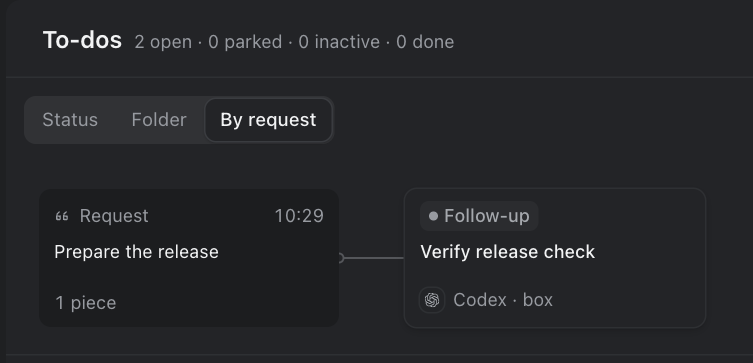 To-dos 2 open · 0 parked · 0 inactive · 0 done
Status Folder By request
“ Request 10:29
Prepare the release
1 piece
Follow-up
Verify release check
Codex · box